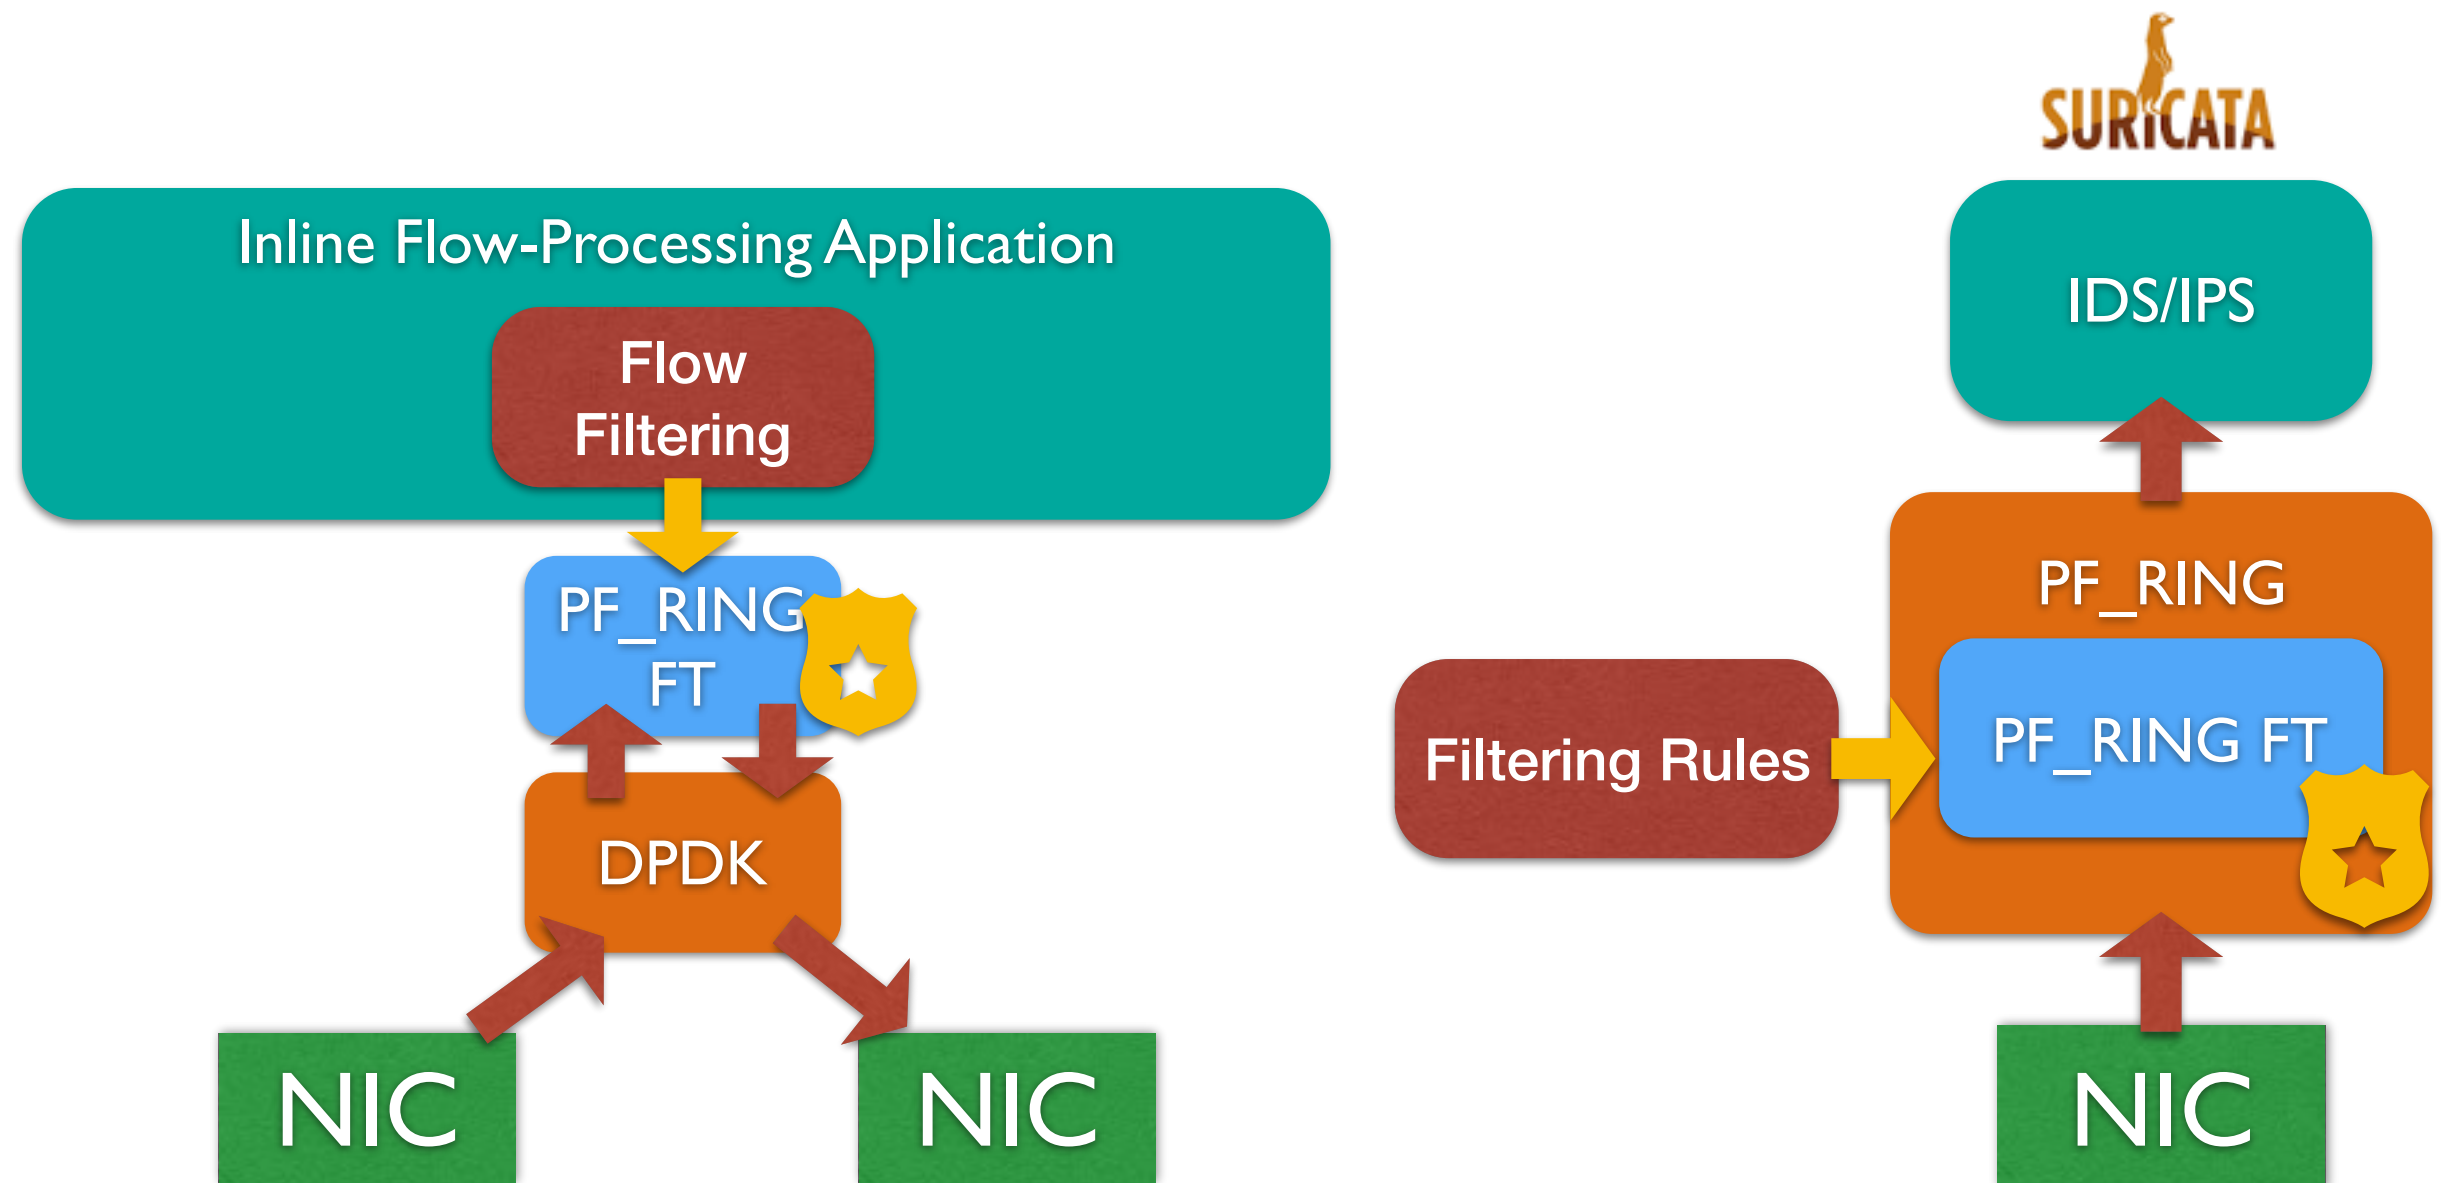 Inline Flow-Processing Application
Flow
Filtering
PF_RING
FT
DPDK
NIC
NIC
SURICATA
IDS/IPS
PF_RING
PF_RING FT
Filtering Rules
NIC